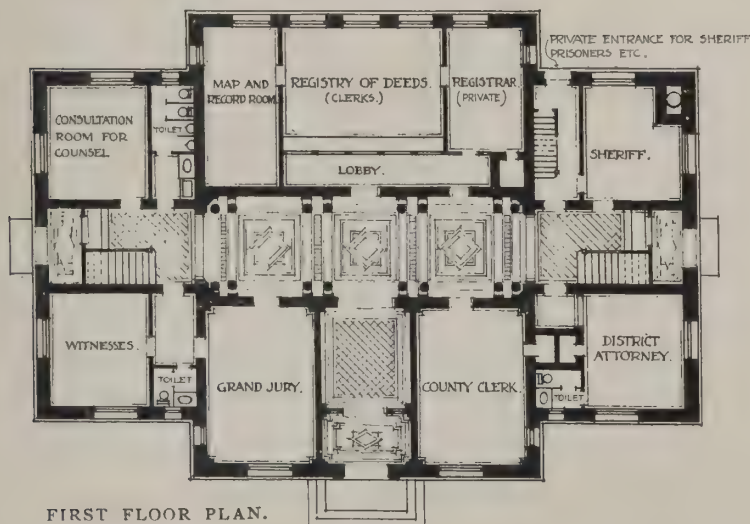 PRIVATE ENTRANCE FOR SHERIFF
PRISONERS ETC.
MAP AND
RECORD ROOM
REGISTRY OF DEEDS.
(CLERKS.)
REGISTRAR
(PRIVATE)
CONSULTATION
ROOM FOR
COUNSEL
TOILET
SHERIFF.
LOBBY.
WITNESSES.
TOILET
GRAND JURY.
COUNTY CLERK.
DISTRICT
ATTORNEY.
TOILET
FIRST FLOOR PLAN.